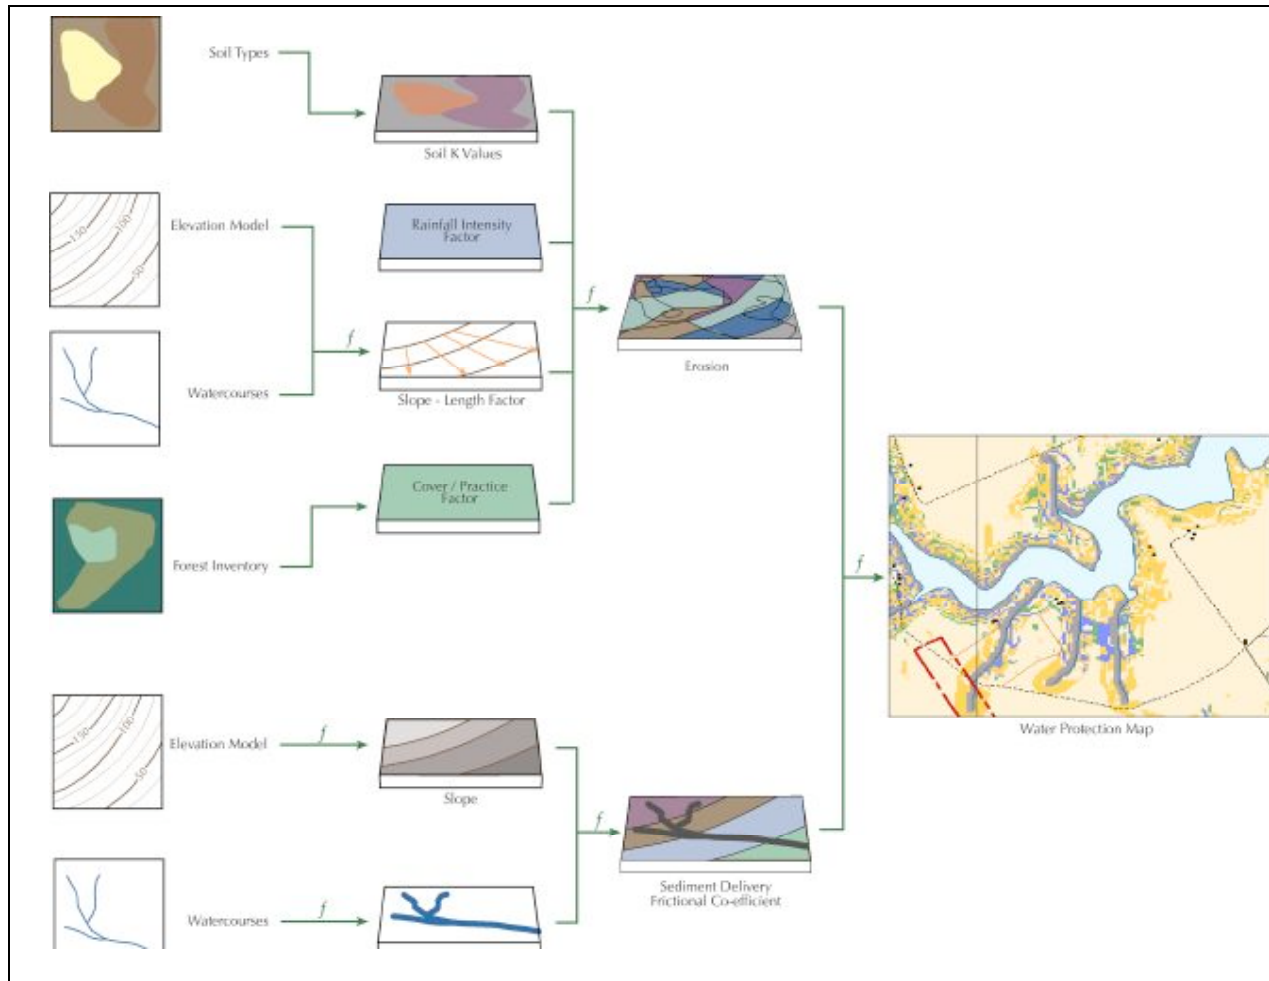 Soil Types
Soil K Values
150
100
50
Elevation Model
Rainfall Intensity
Factor
f
f
Erosion
Watercourses
Slope - Length Factor
Cover / Practice
Factor
Forest Inventory
f
Water Protection Map
150
100
50
Elevation Model
f
Slope
f
Sediment Delivery
Frictional Co-efficient
Watercourses
f